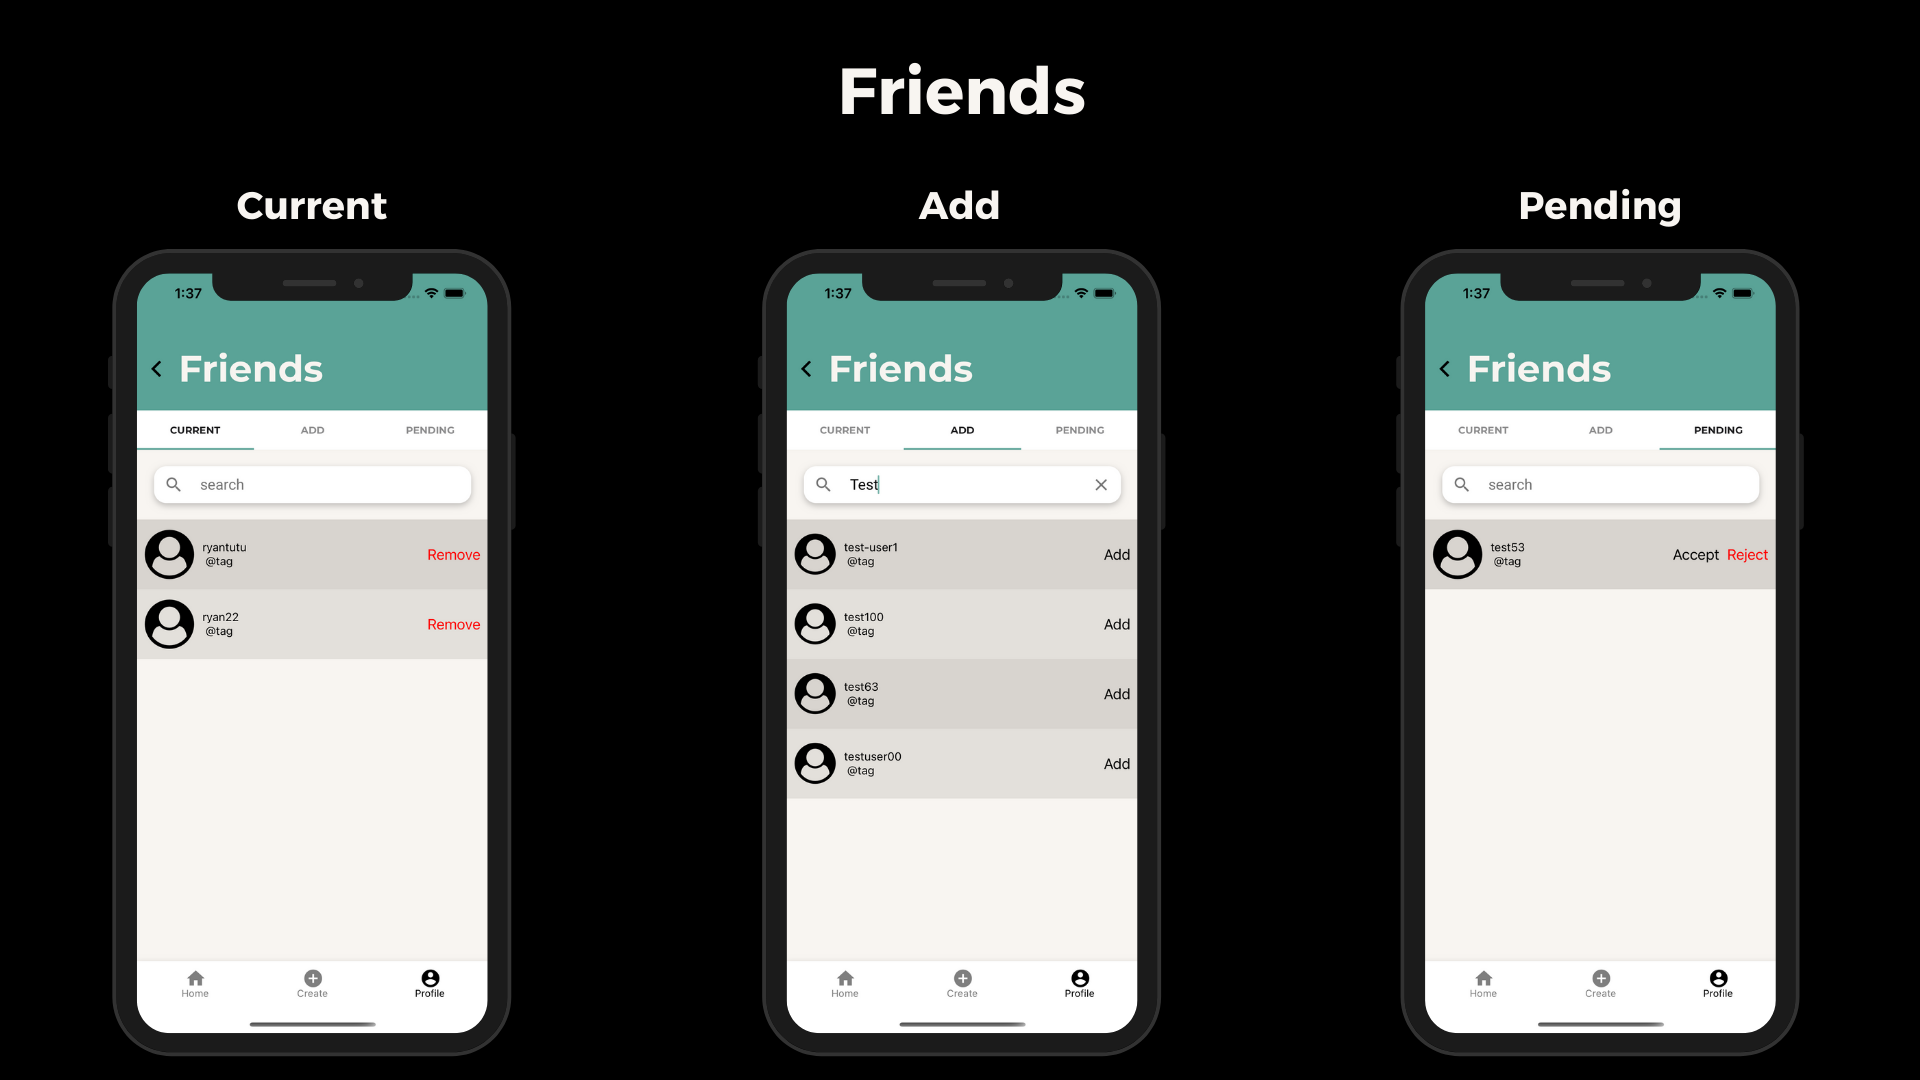 Friends
Current
1:37
Friends
CURRENT ADD PENDING
search
ryantutu
@tag
Remove
ryan22
@tag
Remove
Home Create Profile
Add
1:37
Friends
CURRENT ADD PENDING
Test
test-user1
@tag
Add
test100
@tag
Add
test63
@tag
Add
testuser00
@tag
Add
Home Create Profile
Pending
1:37
Friends
CURRENT ADD PENDING
search
test53
@tag
Accept Reject
Home Create Profile